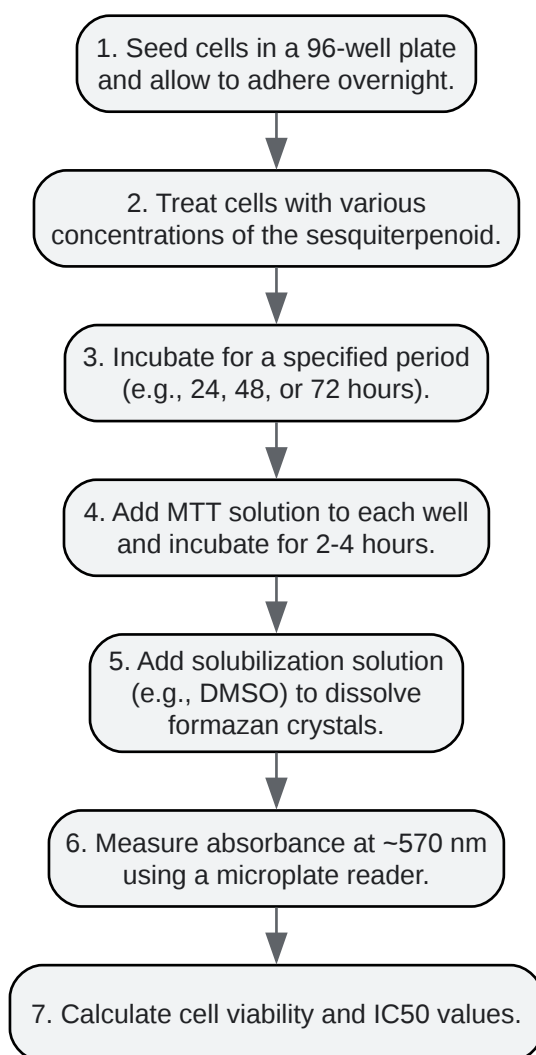 1. Seed cells in a 96-well plate
and allow to adhere overnight.
2. Treat cells with various
concentrations of the sesquiterpenoid.
3. Incubate for a specified period
(e.g., 24, 48, or 72 hours).
4. Add MTT solution to each well
and incubate for 2-4 hours.
5. Add solubilization solution
(e.g., DMSO) to dissolve
formazan crystals.
6. Measure absorbance at ~570 nm
using a microplate reader.
7. Calculate cell viability and IC50 values.